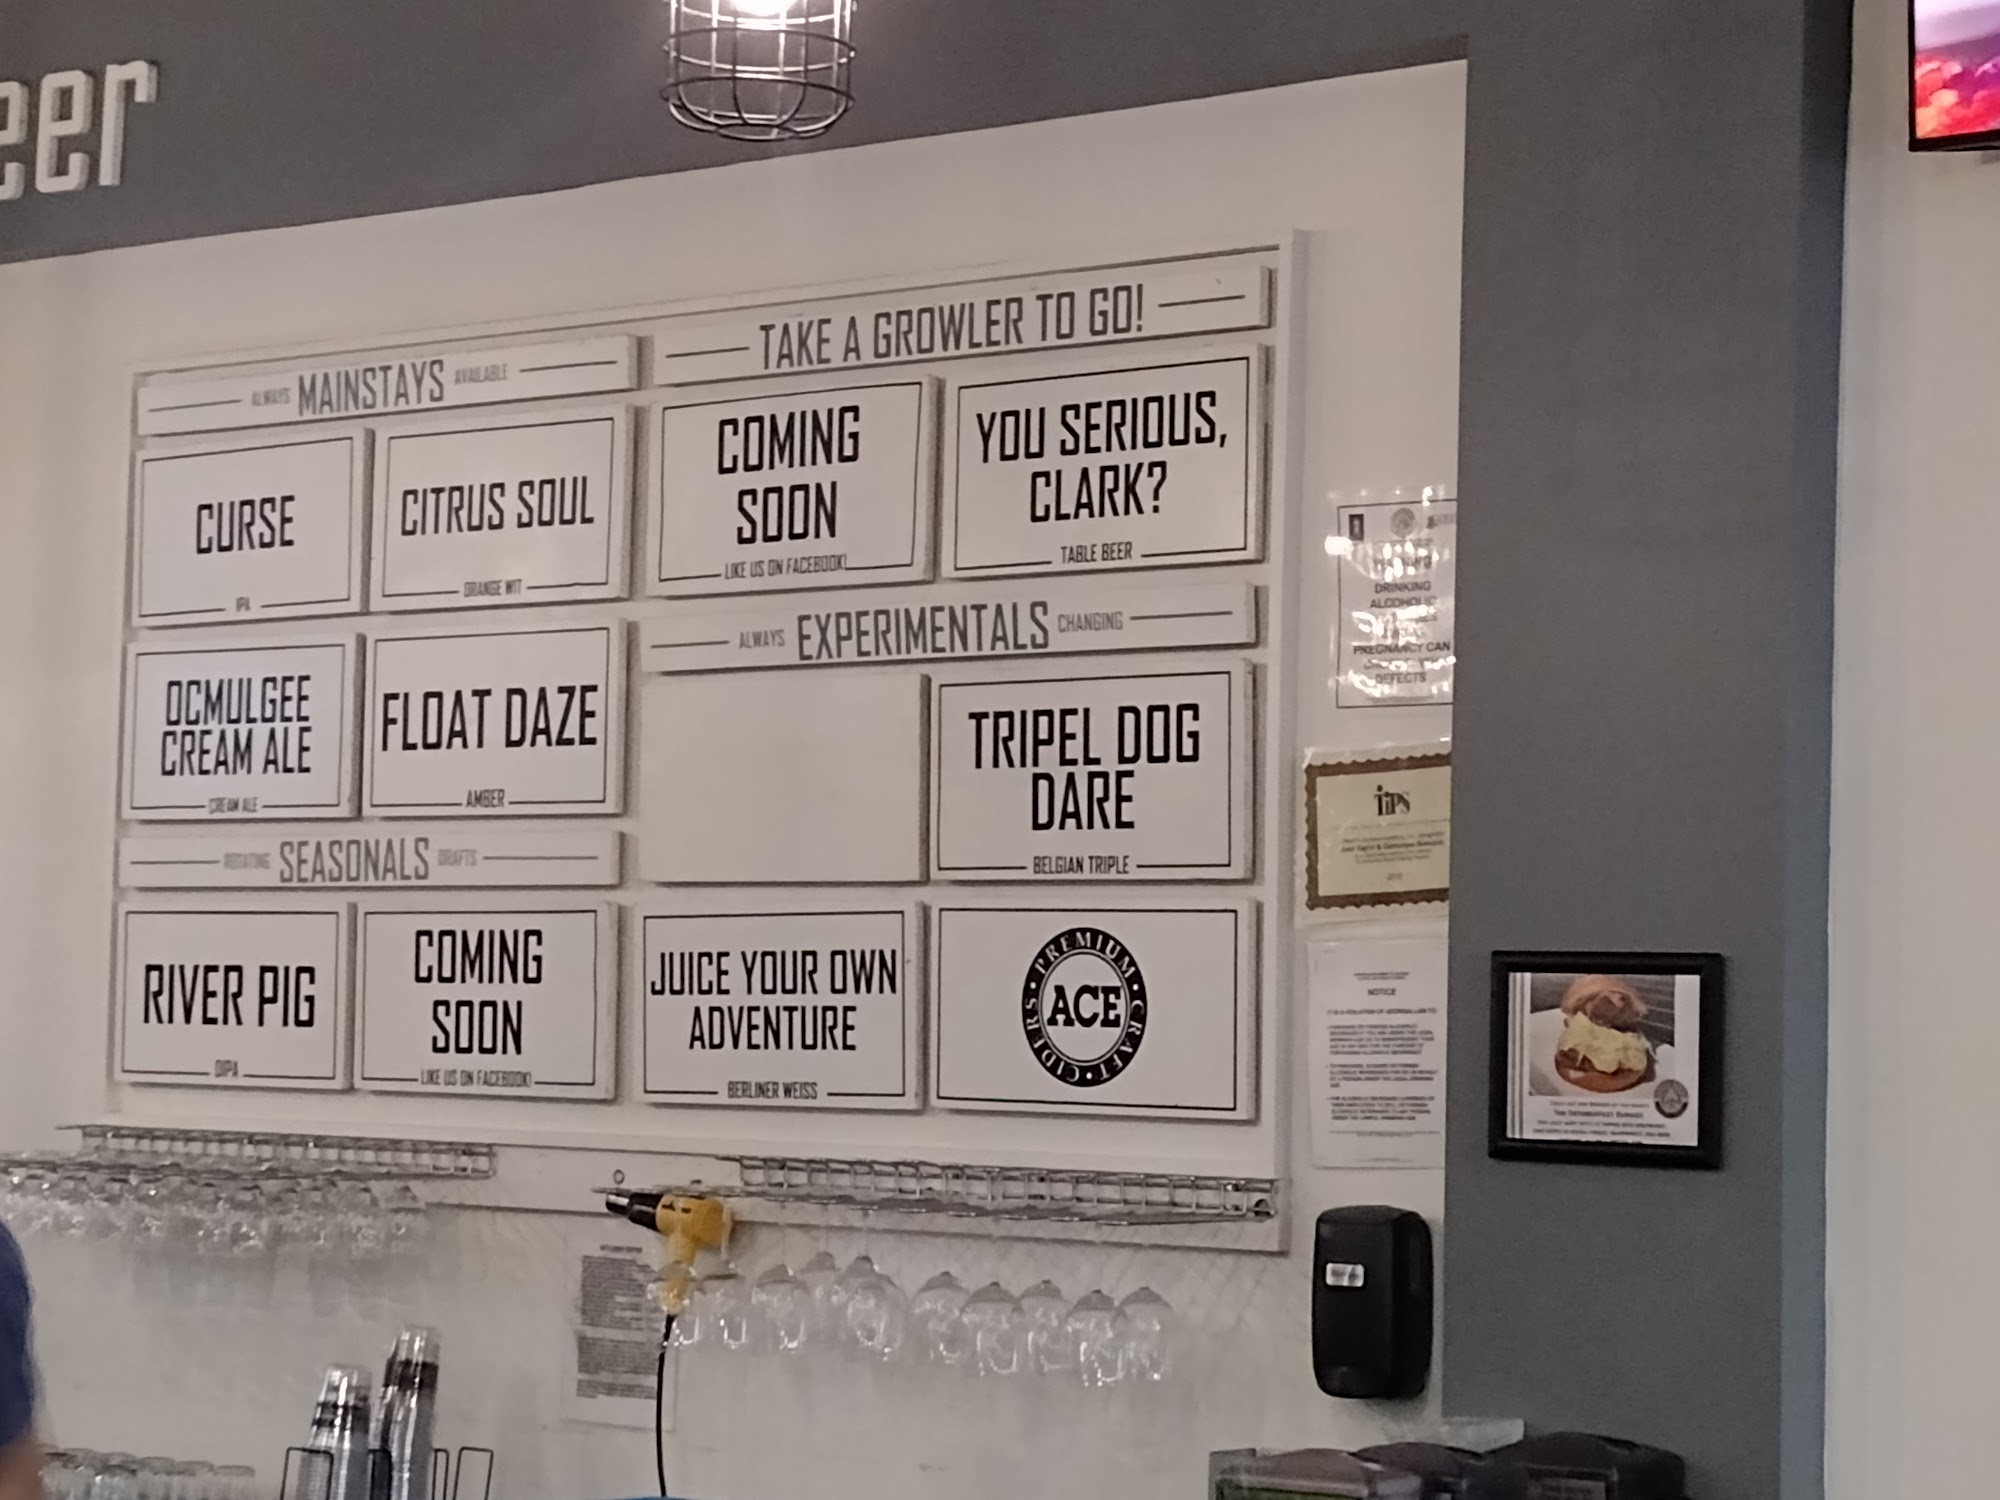 eer
TAKE A GROWLER TO GO!
ALWAYS MAINSTAYS AVAILABLE
CURSE
IPA
CITRUS SOUL
ORANGE WIT
COMING
SOON
LIKE US ON FACEBOOK!
YOU SERIOUS,
CLARK?
TABLE BEER
OCMULGEE
CREAM ALE
CREAM ALE
FLOAT DAZE
AMBER
ALWAYS EXPERIMENTALS CHANGING
TRIPEL DOG
DARE
BELGIAN TRIPLE
ROTATING SEASONALS DRAFTS
RIVER PIG
DIPA
COMING
SOON
LIKE US ON FACEBOOK!
JUICE YOUR OWN
ADVENTURE
BERLINER WEISS
PREMIUM • CRAFT • CIDERS •
ACE
DRINKING
ALCOHOLIC
PREGNANCY CAN
DEFECTS
TiPS
NOTICE
THE OKTOBERFEST BURGER